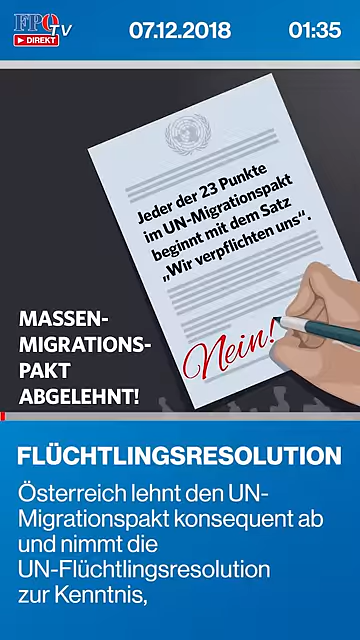 FPÖ TV
DIREKT
07.12.2018
01:35
Jeder der 23 Punkte
im UN-Migrationspakt
beginnt mit dem Satz
„Wir verpflichten uns“.
Nein!
MASSEN-
MIGRATIONS-
PAKT
ABGELEHNT!
FLÜCHTLINGSRESOLUTION
Österreich lehnt den UN-
Migrationspakt konsequent ab
und nimmt die
UN-Flüchtlingsresolution
zur Kenntnis,